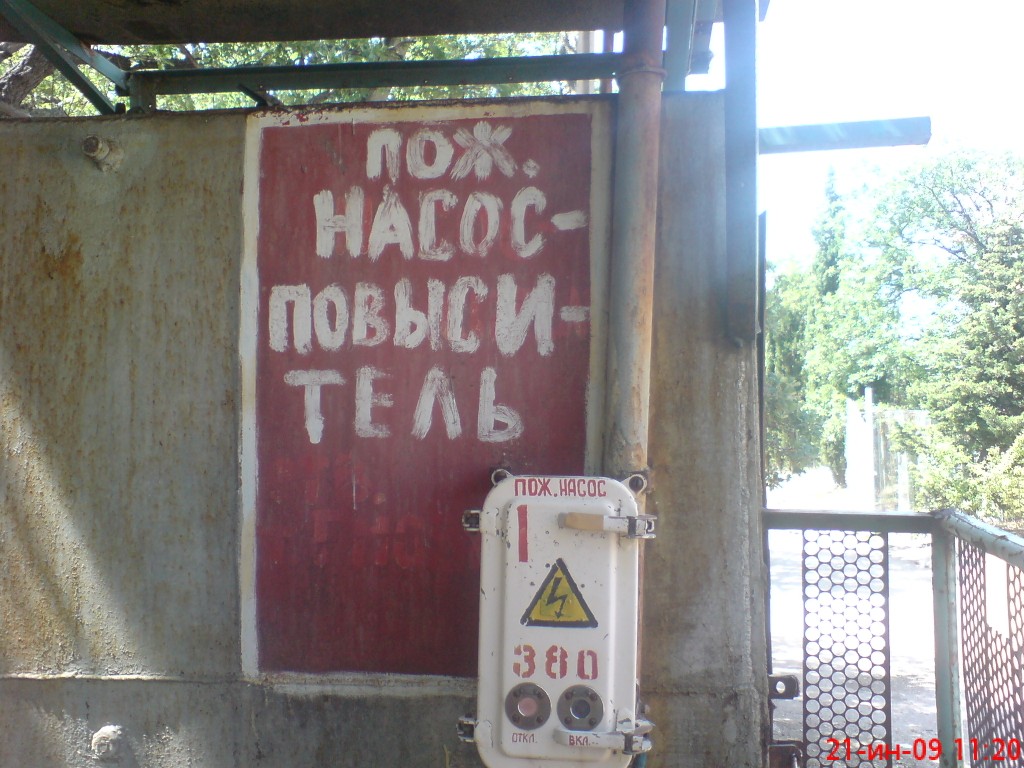 ПОЖ.
НАСОС-
ПОВЫСИ-
ТЕЛЬ
ПОЖ.НАСОС
1
380
ОТКЛ.
ВКЛ.
21-ин-09 11:20